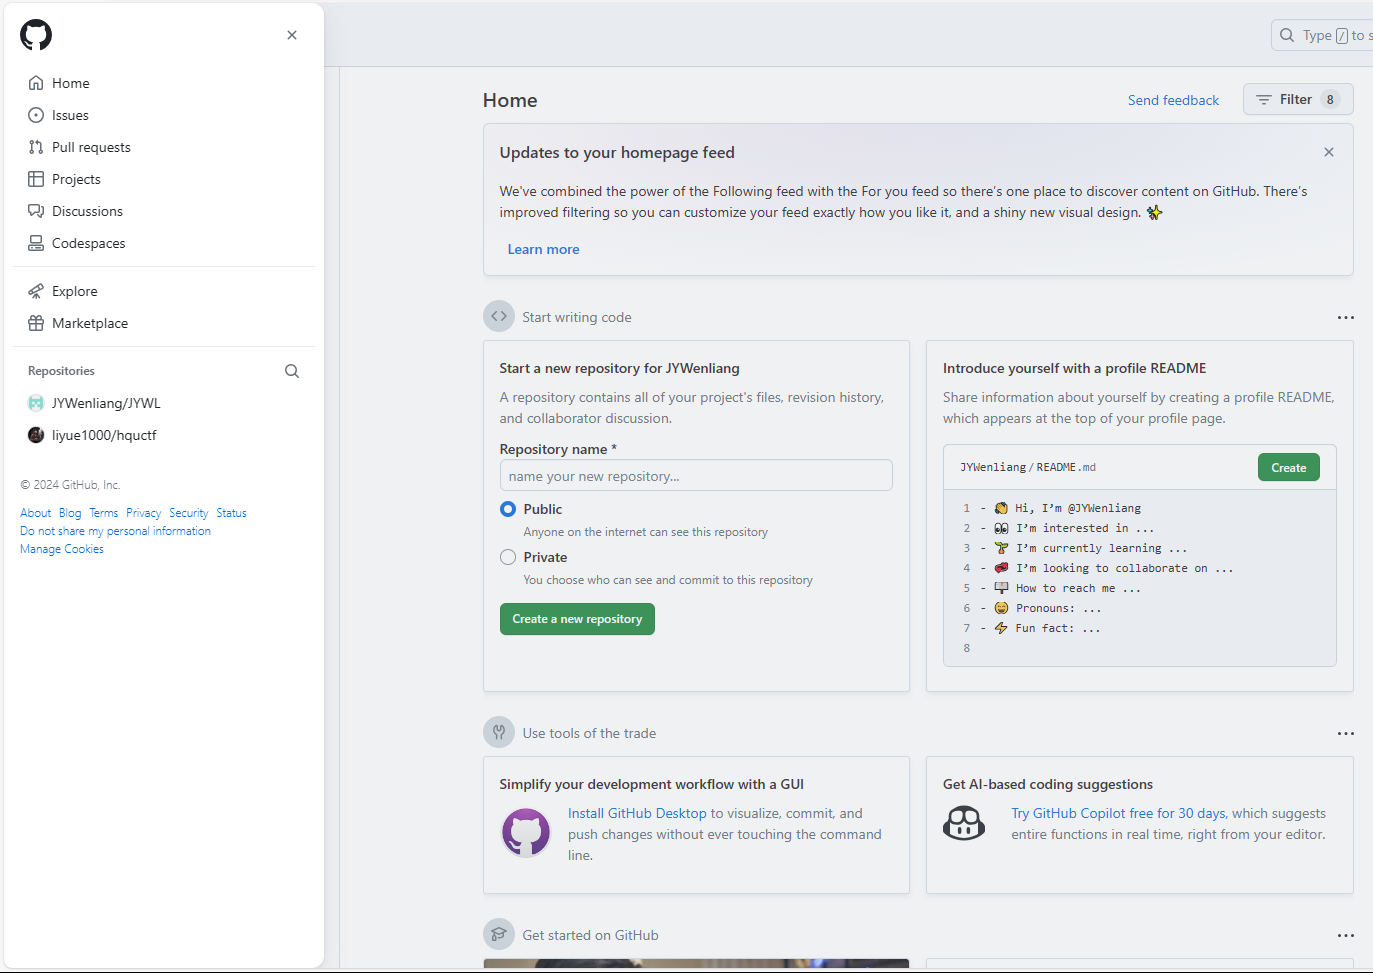 Home
Issues
Pull requests
Projects
Discussions
Codespaces
Explore
Marketplace
Repositories
JYWenliang/JYWL
liyue1000/hquctf
© 2024 GitHub, Inc.
About Blog Terms Privacy Security Status
Do not share my personal information
Manage Cookies
Type / to s
Home
Send feedback
Filter 8
Updates to your homepage feed
We've combined the power of the Following feed with the For you feed so there's one place to discover content on GitHub. There's
improved filtering so you can customize your feed exactly how you like it, and a shiny new visual design. ✨
Learn more
Start writing code
Start a new repository for JYWenliang
A repository contains all of your project's files, revision history,
and collaborator discussion.
Repository name *
name your new repository...
Public
Anyone on the internet can see this repository
Private
You choose who can see and commit to this repository
Create a new repository
Introduce yourself with a profile README
Share information about yourself by creating a profile README,
which appears at the top of your profile page.
JYWenliang / README.md
Create
1 - 👋 Hi, I’m @JYWenliang
2 - 👀 I’m interested in ...
3 - 🌱 I’m currently learning ...
4 - 💞️ I’m looking to collaborate on ...
5 - 📫 How to reach me ...
6 - 😄 Pronouns: ...
7 - ⚡ Fun fact: ...
8
Use tools of the trade
Simplify your development workflow with a GUI
Install GitHub Desktop to visualize, commit, and
push changes without ever touching the command
line.
Get AI-based coding suggestions
Try GitHub Copilot free for 30 days, which suggests
entire functions in real time, right from your editor.
Get started on GitHub